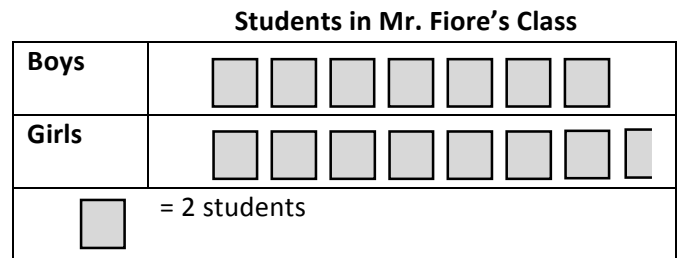 Students in Mr. Fiore’s Class
Boys
Girls
= 2 students